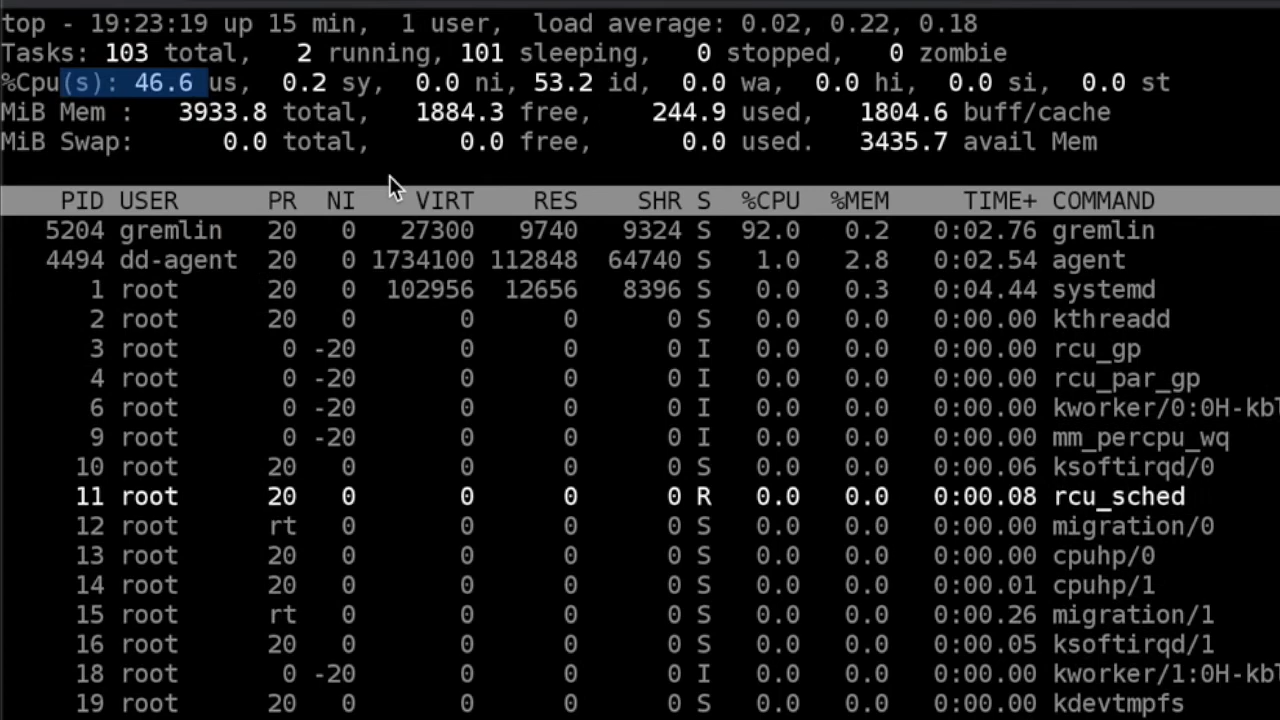 top - 19:23:19 up 15 min,  1 user,  load average: 0.02, 0.22, 0.18
Tasks: 103 total,   2 running, 101 sleeping,   0 stopped,   0 zombie
%Cpu(s): 46.6 us,  0.2 sy,  0.0 ni, 53.2 id,  0.0 wa,  0.0 hi,  0.0 si,  0.0 st
MiB Mem :   3933.8 total,   1884.3 free,    244.9 used,   1804.6 buff/cache
MiB Swap:      0.0 total,      0.0 free,      0.0 used.   3435.7 avail Mem
PID USER      PR  NI    VIRT    RES    SHR S  %CPU  %MEM     TIME+ COMMAND
5204 gremlin   20   0   27300   9740   9324 S  92.0   0.2   0:02.76 gremlin
4494 dd-agent  20   0 1734100 112848  64740 S   1.0   2.8   0:02.54 agent
1 root      20   0  102956  12656   8396 S   0.0   0.3   0:04.44 systemd
2 root      20   0       0      0      0 S   0.0   0.0   0:00.00 kthreadd
3 root       0 -20       0      0      0 I   0.0   0.0   0:00.00 rcu_gp
4 root       0 -20       0      0      0 I   0.0   0.0   0:00.00 rcu_par_gp
6 root       0 -20       0      0      0 I   0.0   0.0   0:00.00 kworker/0:0H-kbl
9 root       0 -20       0      0      0 I   0.0   0.0   0:00.00 mm_percpu_wq
10 root      20   0       0      0      0 S   0.0   0.0   0:00.06 ksoftirqd/0
11 root      20   0       0      0      0 R   0.0   0.0   0:00.08 rcu_sched
12 root      rt   0       0      0      0 S   0.0   0.0   0:00.00 migration/0
13 root      20   0       0      0      0 S   0.0   0.0   0:00.00 cpuhp/0
14 root      20   0       0      0      0 S   0.0   0.0   0:00.01 cpuhp/1
15 root      rt   0       0      0      0 S   0.0   0.0   0:00.26 migration/1
16 root      20   0       0      0      0 S   0.0   0.0   0:00.05 ksoftirqd/1
18 root       0 -20       0      0      0 I   0.0   0.0   0:00.00 kworker/1:0H-kbl
19 root      20   0       0      0      0 S   0.0   0.0   0:00.00 kdevtmpfs